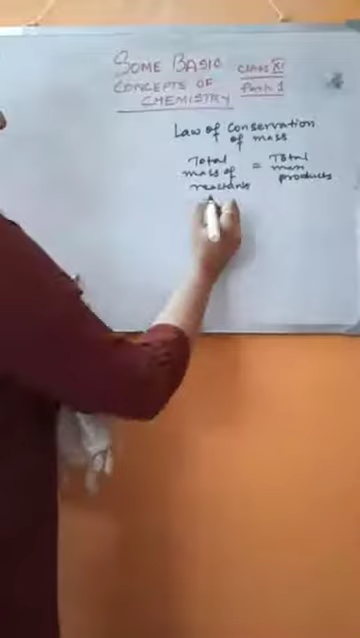 SOME BASIC CLASS XI
CONCEPTS OF Part 1
CHEMISTRY
Law of Conservation
of mass
Total = Total
mass of mass
reactants products
A